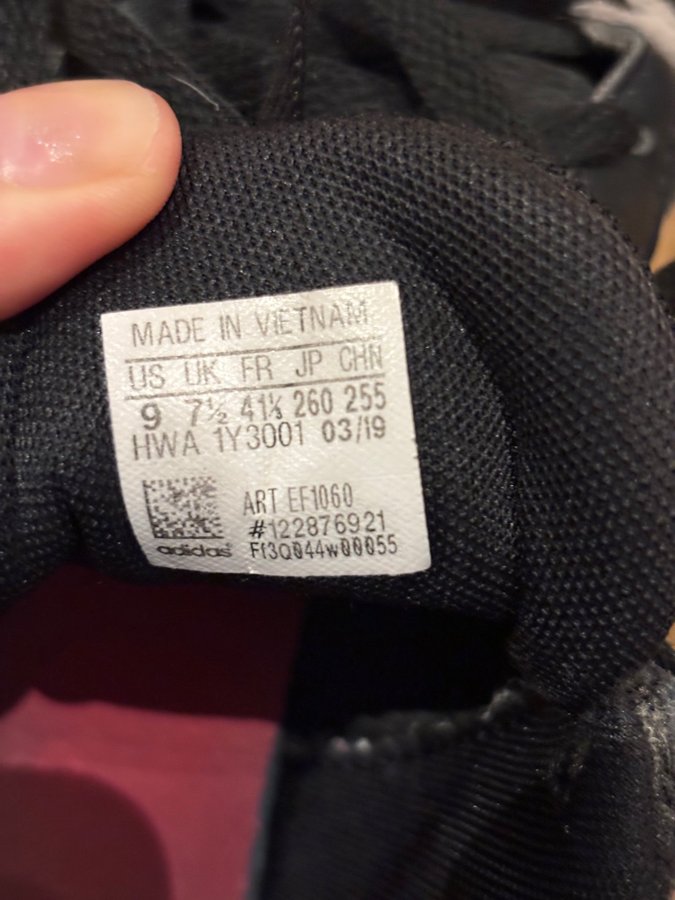 MADE IN VIETNAM
US UK FR JP CHN
9 7½ 41⅓ 260 255
HWA 1Y3001 03/19
ART EF1060
#122876921
adidas Ff3Q044w00055